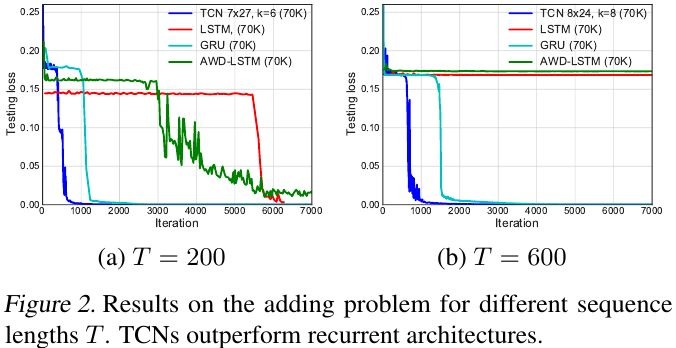 TCN 7x27, k=6 (70K)
LSTM, (70K)
GRU (70K)
AWD-LSTM (70K)
0.25
0.20
0.15
0.10
0.05
0.00
Testing loss
0 1000 2000 3000 4000 5000 6000 7000
Iteration
(a) T = 200
TCN 8x24, k=8 (70K)
LSTM (70K)
GRU (70K)
AWD-LSTM (70K)
0.25
0.20
0.15
0.10
0.05
0.00
Testing loss
0 1000 2000 3000 4000 5000 6000 7000
Iteration
(b) T = 600
Figure 2. Results on the adding problem for different sequence
lengths T. TCNs outperform recurrent architectures.